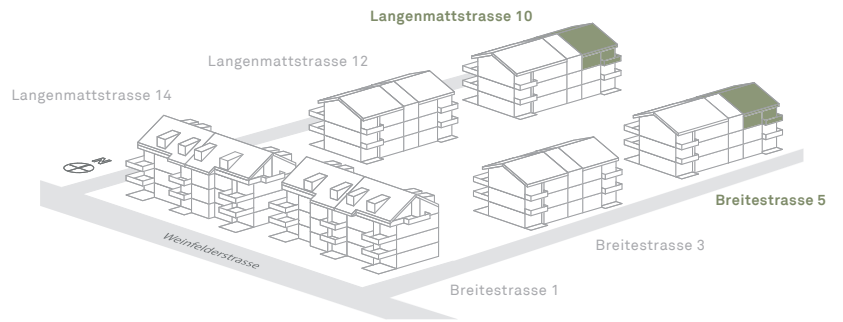 Langenmattstrasse 10
Langenmattstrasse 12
Langenmattstrasse 14
N
Breitestrasse 5
Weinfelderstrasse
Breitestrasse 3
Breitestrasse 1